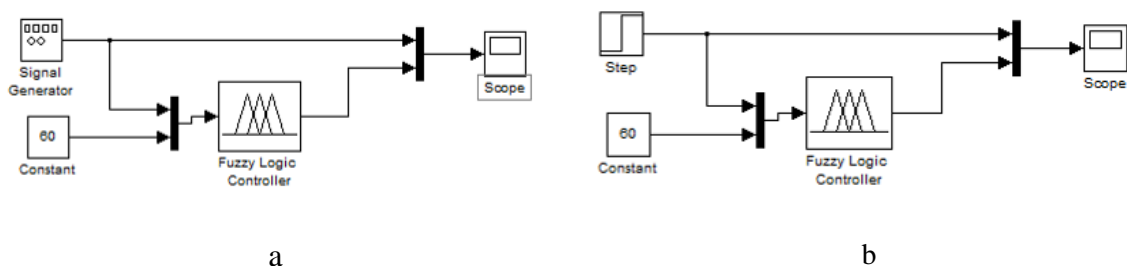 Signal
Generator
Scope
60
Constant
Fuzzy Logic
Controller
a
Step
Scope
60
Constant
Fuzzy Logic
Controller
b